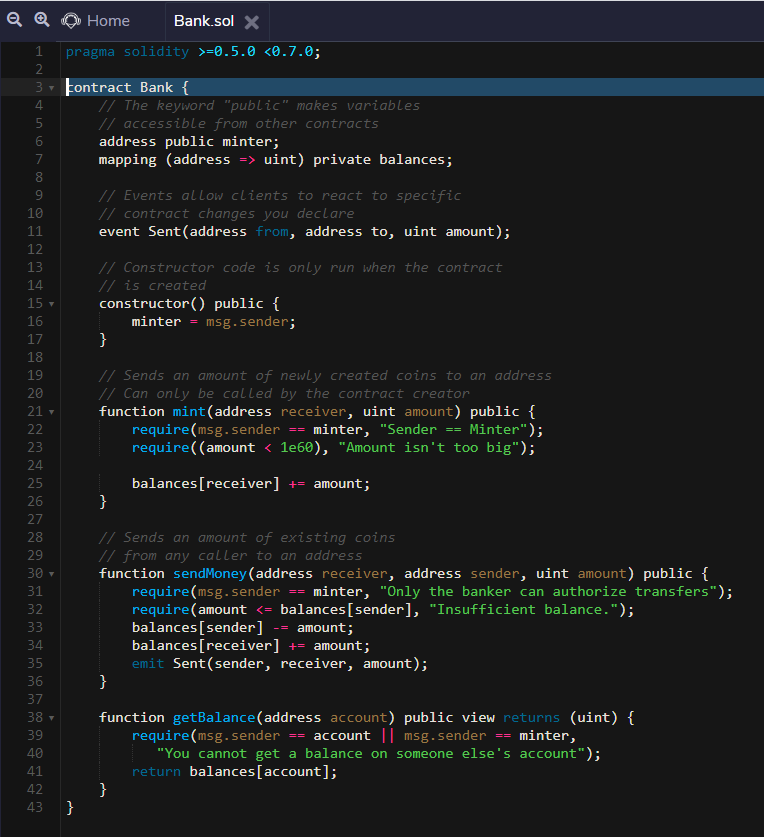 Home Bank.sol
1 pragma solidity >=0.5.0 <0.7.0;
2
3 contract Bank {
4     // The keyword "public" makes variables
5     // accessible from other contracts
6     address public minter;
7     mapping (address => uint) private balances;
8
9     // Events allow clients to react to specific
10     // contract changes you declare
11     event Sent(address from, address to, uint amount);
12
13     // Constructor code is only run when the contract
14     // is created
15     constructor() public {
16         minter = msg.sender;
17     }
18
19     // Sends an amount of newly created coins to an address
20     // Can only be called by the contract creator
21     function mint(address receiver, uint amount) public {
22         require(msg.sender == minter, "Sender == Minter");
23         require((amount < 1e60), "Amount isn't too big");
24
25         balances[receiver] += amount;
26     }
27
28     // Sends an amount of existing coins
29     // from any caller to an address
30     function sendMoney(address receiver, address sender, uint amount) public {
31         require(msg.sender == minter, "Only the banker can authorize transfers");
32         require(amount <= balances[sender], "Insufficient balance.");
33         balances[sender] -= amount;
34         balances[receiver] += amount;
35         emit Sent(sender, receiver, amount);
36     }
37
38     function getBalance(address account) public view returns (uint) {
39         require(msg.sender == account || msg.sender == minter,
40            "You cannot get a balance on someone else's account");
41         return balances[account];
42     }
43 }